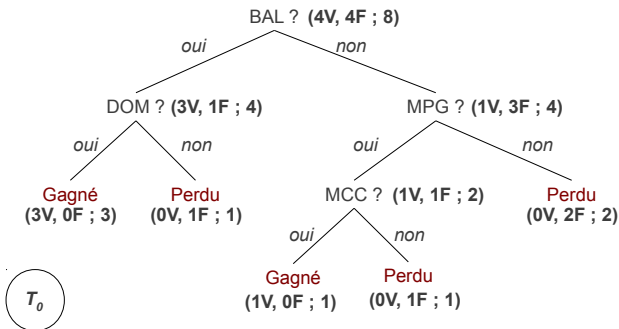 BAL ? (4V, 4F ; 8)
oui non
DOM ? (3V, 1F ; 4) MPG ? (1V, 3F ; 4)
oui non oui non
Gagné Perdu MCC ? (1V, 1F ; 2) Perdu
(3V, 0F ; 3) (0V, 1F ; 1) (0V, 2F ; 2)
oui non
Gagné Perdu
(1V, 0F ; 1) (0V, 1F ; 1)
T₀